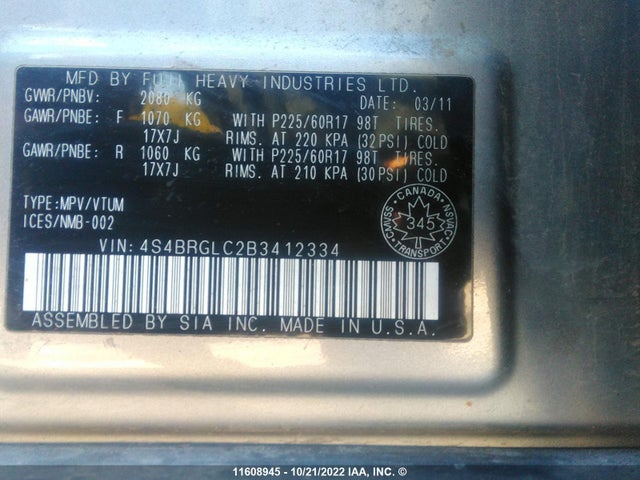 MFD BY FUJI HEAVY INDUSTRIES LTD.
GWVR/PNBV: 2080 KG DATE: 03/11
GAWR/PNBE: F 1070 KG WITH P225/60R17 98T TIRES.
17X7J RIMS. AT 220 KPA (32PSI) COLD
GAWR/PNBE: R 1060 KG WITH P225/60R17 98T TIRES.
17X7J RIMS. AT 210 KPA (30PSI) COLD
TYPE:MPV/VTUM
ICES/NMB-002
CANADA
CMVSS
345
NSVAC
TRANSPORT
VIN: 4S4BRGLC2B3412334
ASSEMBLED BY SIA INC. MADE IN U.S.A.
11608945 - 10/21/2022 IAA, INC. ©